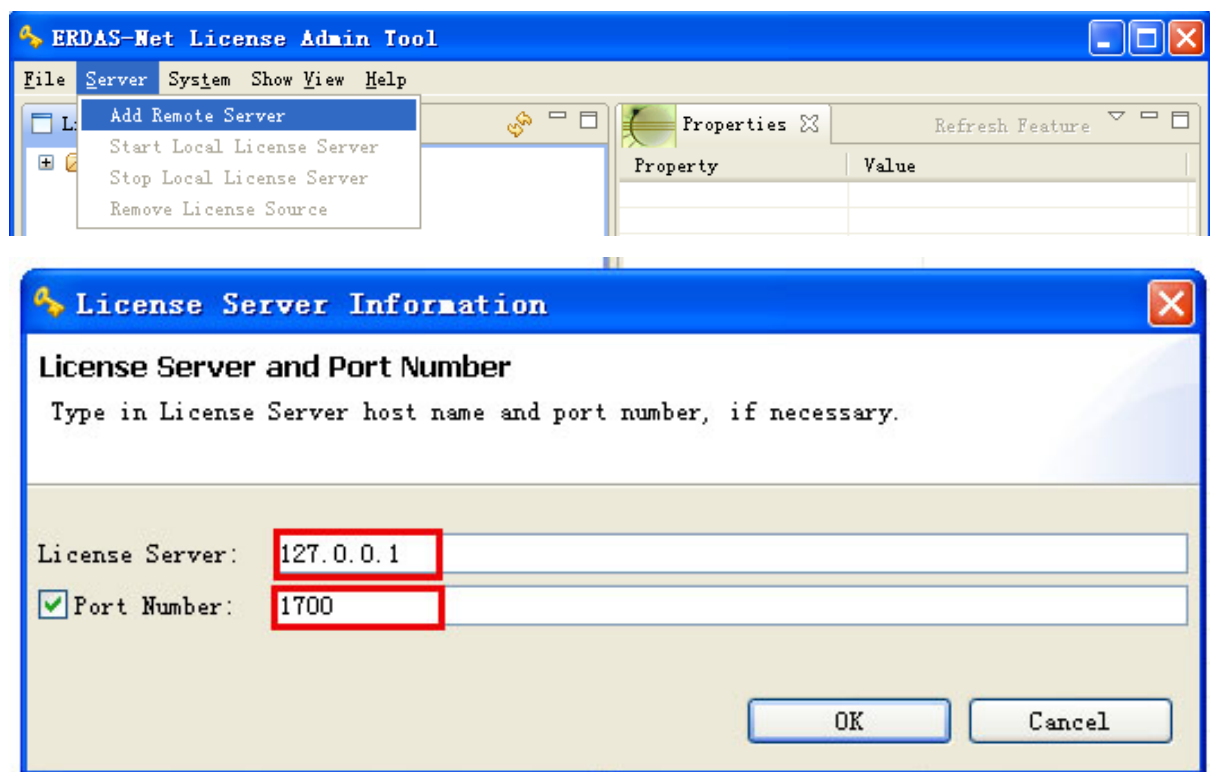 ERDAS-Net License Admin Tool
File Server System Show View Help
Add Remote Server
Start Local License Server
Stop Local License Server
Remove License Source
Properties
Refresh Feature
Property Value
License Server Information
License Server and Port Number
Type in License Server host name and port number, if necessary.
License Server: 127.0.0.1
Port Number: 1700
OK Cancel